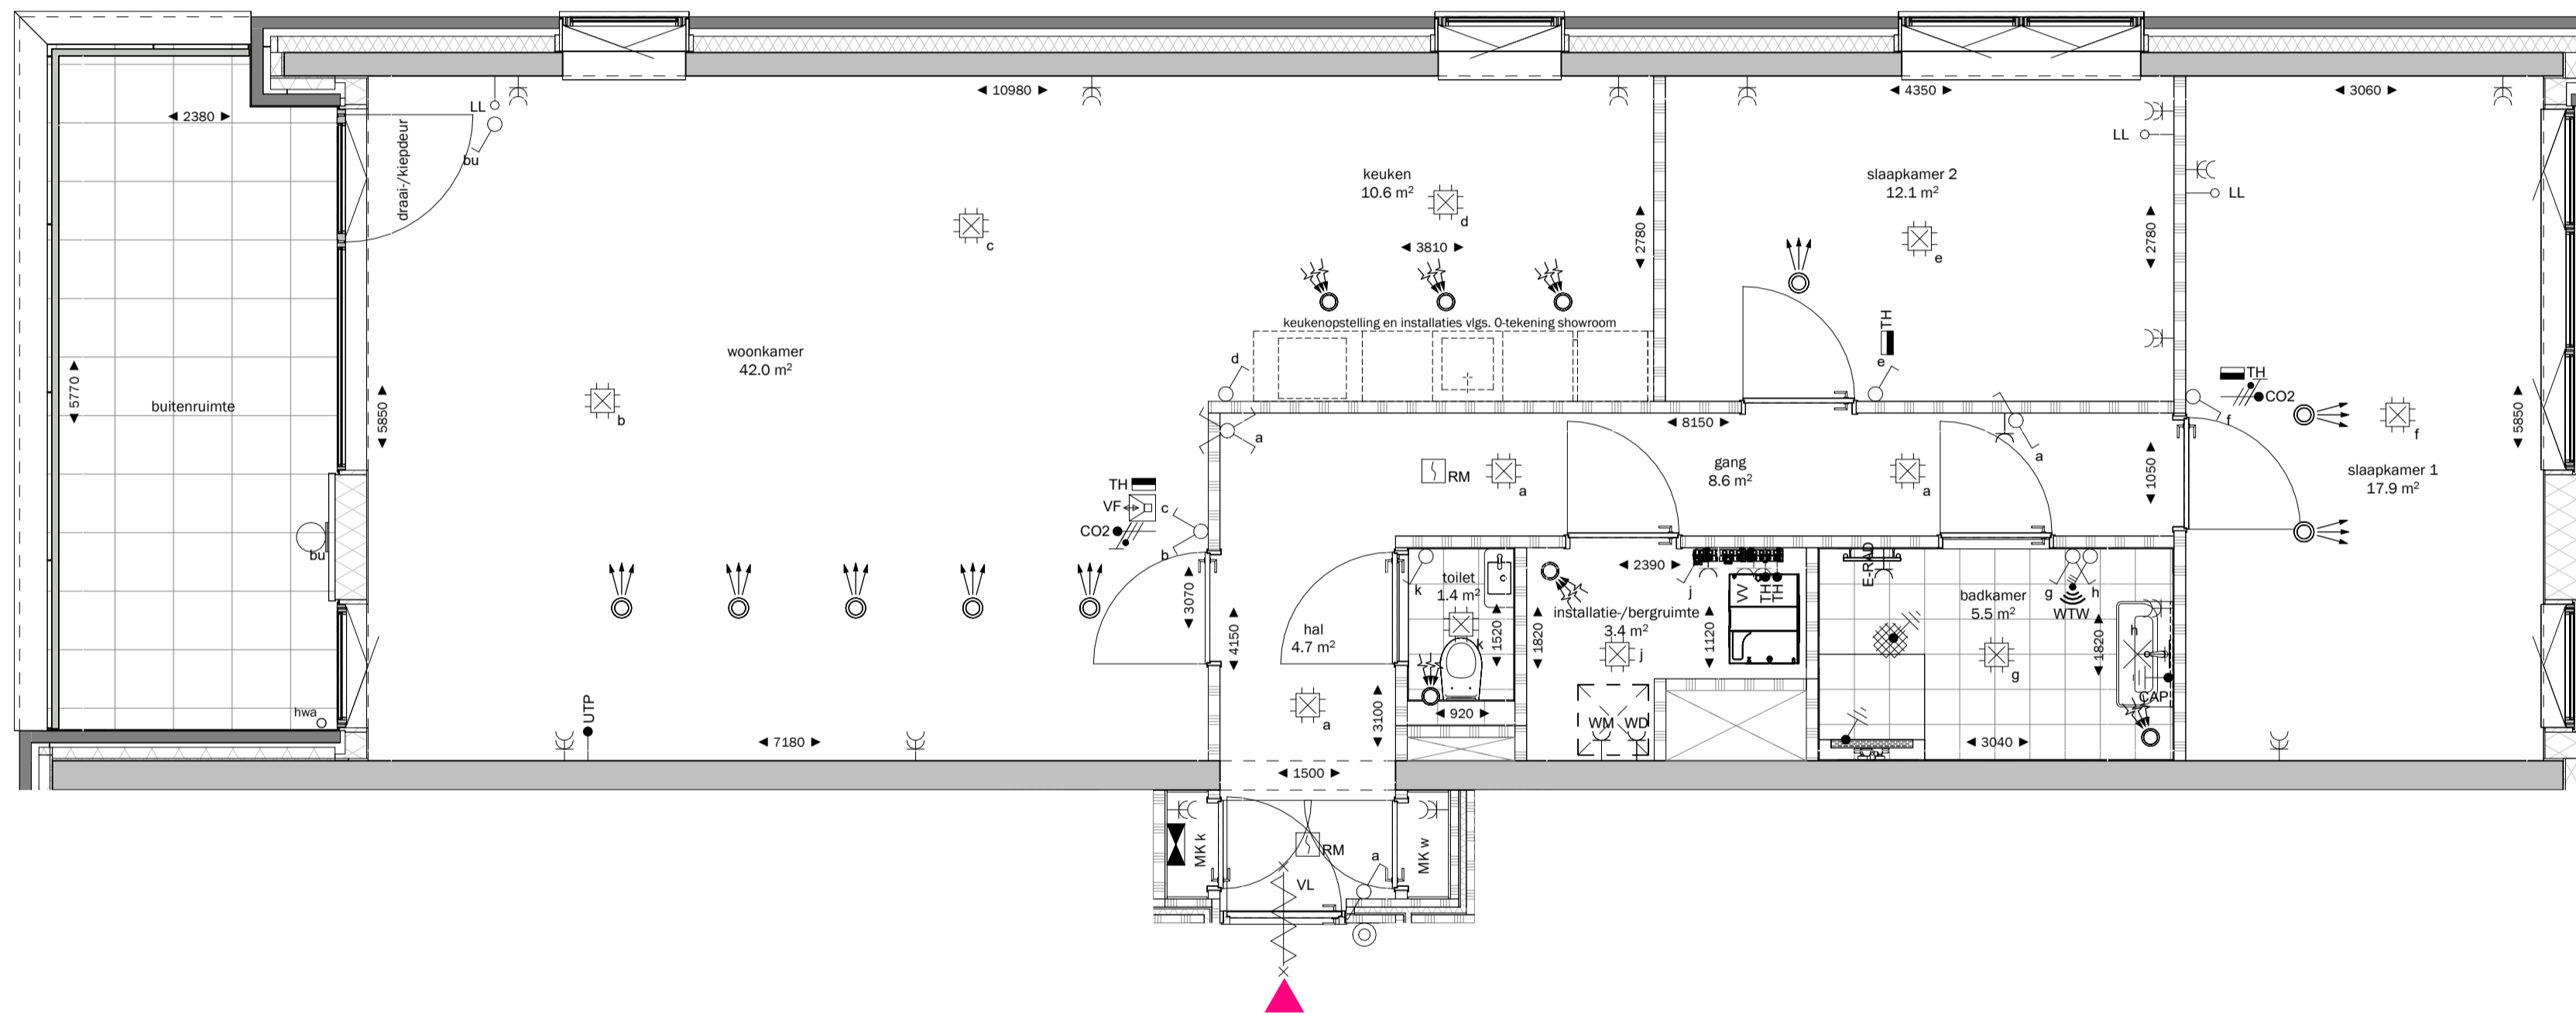 10980
4350
3060
2380
LL
bu
draai-/kiepdeur
LL
LL
keuken
10.6 m²
d
slaapkamer 2
12.1 m²
e
c
3810
2780
2780
keukenopstelling en installaties vlgs. 0-tekening showroom
TH
e
d
woonkamer
42.0 m²
b
5770
buitenruimte
5850
TH
CO2
f
f
5850
8150
a
a
gang
8.6 m²
1050
RM
a
a
slaapkamer 1
17.9 m²
TH
VF
c
CO2
b
bu
3070
4150
hal
4.7 m²
a
3100
k
toilet
1.4 m²
k
1520
920
1820
2390
j
installatie-/bergruimte
3.4 m²
j
1120
VV
TH
TH
WM
WD
E-RAD
badkamer
5.5 m²
g
g
h
WTW
1820
h
CAP
3040
hwa
UTP
7180
1500
MK k
RM
VL
a
MK w